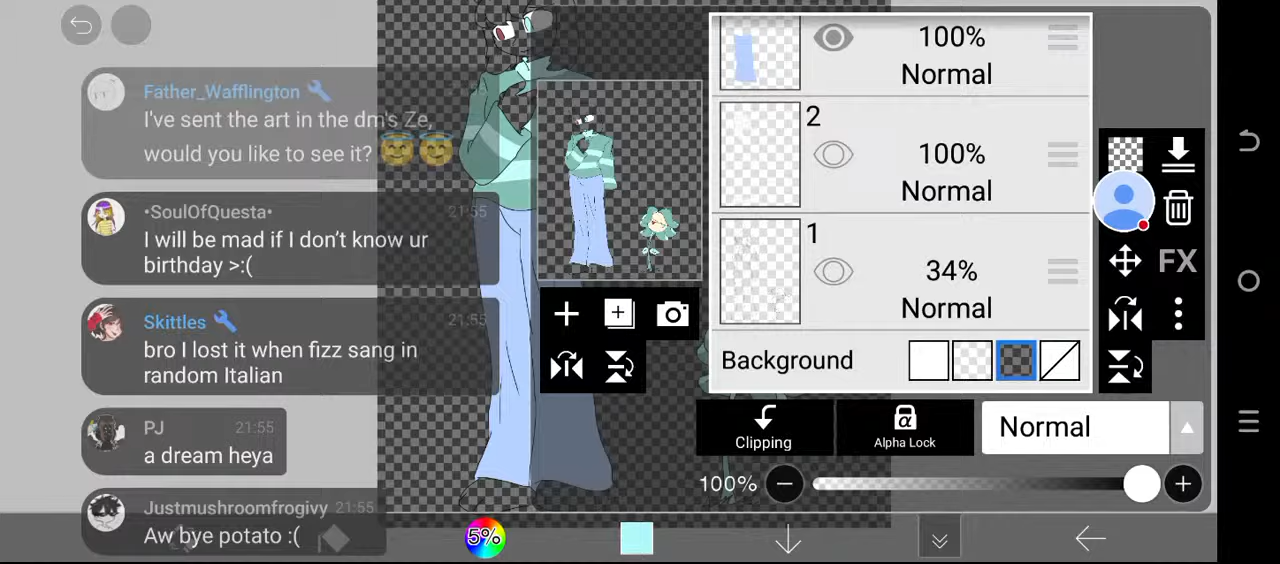 Father_Wafflington
I've sent the art in the dm's Ze,
would you like to see it? 😇 😇
•SoulOfQuesta•
21:55
I will be mad if I don't know ur
birthday >:(
Skittles
21:55
bro I lost it when fizz sang in
random Italian
PJ
21:55
a dream heya
Justmushroomfrogivy
21:55
Aw bye potato :(
100%
Normal
2
100%
Normal
1
34%
Normal
Background
FX
Clipping
α
Alpha Lock
Normal
100%
5%